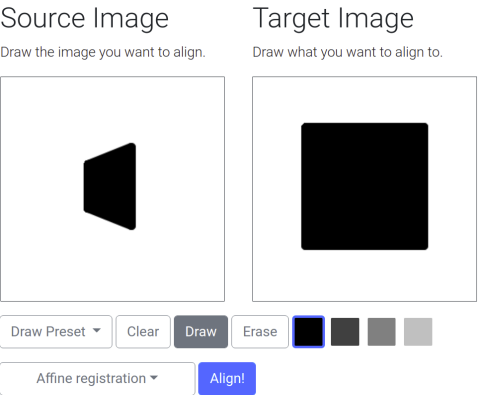 Source Image
Target Image
Draw the image you want to align.
Draw what you want to align to.
Draw Preset
Clear
Draw
Erase
Affine registration
Align!